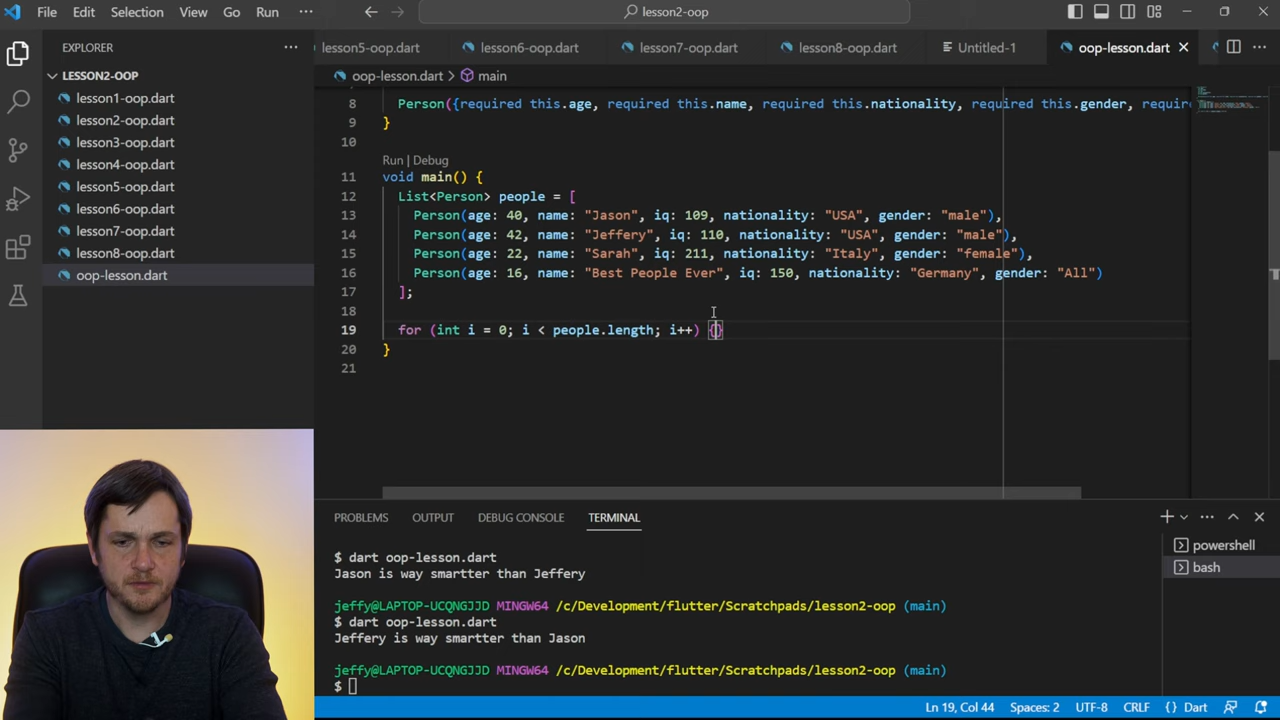 File Edit Selection View Go Run ··· lesson2-oop
EXPLORER ···
LESSON2-OOP
lesson1-oop.dart
lesson2-oop.dart
lesson3-oop.dart
lesson4-oop.dart
lesson5-oop.dart
lesson6-oop.dart
lesson7-oop.dart
lesson8-oop.dart
oop-lesson.dart
lesson5-oop.dart lesson6-oop.dart lesson7-oop.dart lesson8-oop.dart Untitled-1 oop-lesson.dart
oop-lesson.dart > main
8 Person({required this.age, required this.name, required this.nationality, required this.gender, requir
9 }
10
Run | Debug
11 void main() {
12 List<Person> people = [
13 Person(age: 40, name: "Jason", iq: 109, nationality: "USA", gender: "male"),
14 Person(age: 42, name: "Jeffery", iq: 110, nationality: "USA", gender: "male"),
15 Person(age: 22, name: "Sarah", iq: 211, nationality: "Italy", gender: "female"),
16 Person(age: 16, name: "Best People Ever", iq: 150, nationality: "Germany", gender: "All")
17 ];
18
19 for (int i = 0; i < people.length; i++) {}
20 }
21
PROBLEMS OUTPUT DEBUG CONSOLE TERMINAL
$ dart oop-lesson.dart
Jason is way smartter than Jeffery
jeffy@LAPTOP-UCQNGJJD MINGW64 /c/Development/flutter/Scratchpads/lesson2-oop (main)
$ dart oop-lesson.dart
Jeffery is way smartter than Jason
jeffy@LAPTOP-UCQNGJJD MINGW64 /c/Development/flutter/Scratchpads/lesson2-oop (main)
$
powershell
bash
Ln 19, Col 44 Spaces: 2 UTF-8 CRLF {} Dart